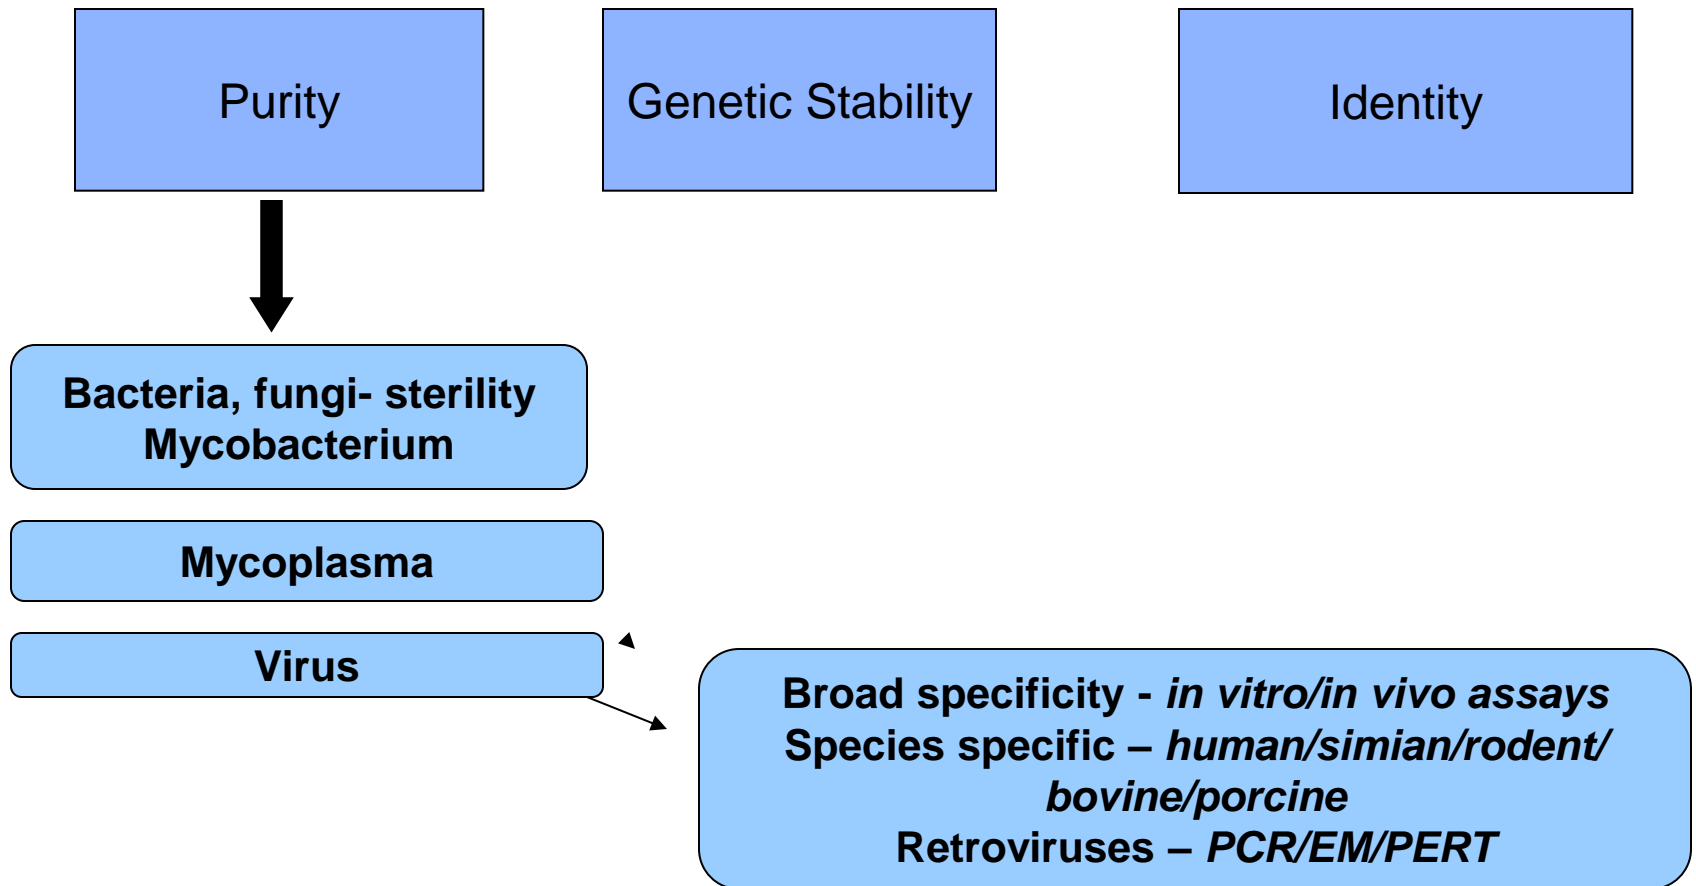 Purity
Genetic Stability
Identity
Bacteria, fungi- sterility
Mycobacterium
Mycoplasma
Virus
Broad specificity - in vitro/in vivo assays
Species specific – human/simian/rodent/
bovine/porcine
Retroviruses – PCR/EM/PERT